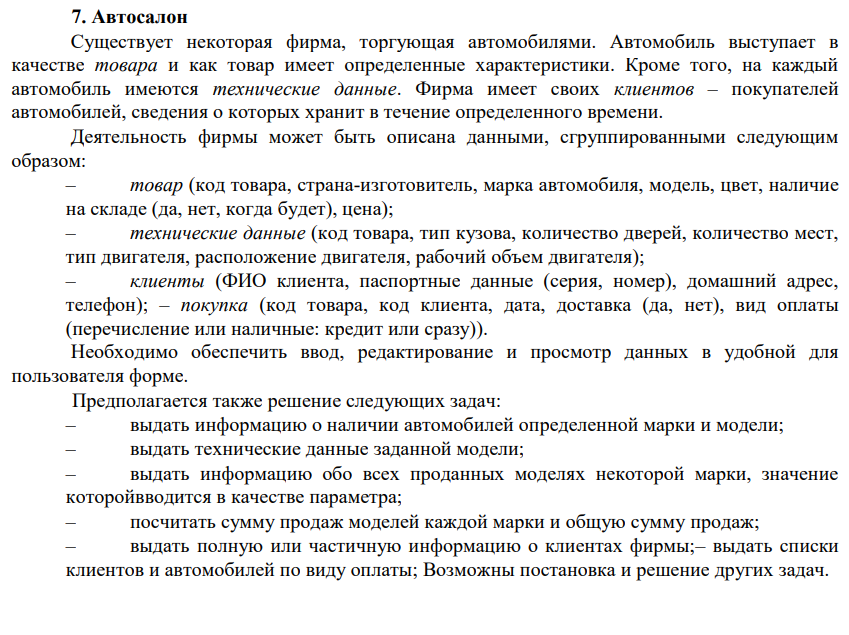 7. Автосалон
Существует некоторая фирма, торгующая автомобилями. Автомобиль выступает в
качестве товара и как товар имеет определенные характеристики. Кроме того, на каждый
автомобиль имеются технические данные. Фирма имеет своих клиентов – покупателей
автомобилей, сведения о которых хранит в течение определенного времени.
Деятельность фирмы может быть описана данными, сгруппированными следующим
образом:
– товар (код товара, страна-изготовитель, марка автомобиля, модель, цвет, наличие
на складе (да, нет, когда будет), цена);
– технические данные (код товара, тип кузова, количество дверей, количество мест,
тип двигателя, расположение двигателя, рабочий объем двигателя);
– клиенты (ФИО клиента, паспортные данные (серия, номер), домашний адрес,
телефон); – покупка (код товара, код клиента, дата, доставка (да, нет), вид оплаты
(перечисление или наличные: кредит или сразу)).
Необходимо обеспечить ввод, редактирование и просмотр данных в удобной для
пользователя форме.
Предполагается также решение следующих задач:
– выдать информацию о наличии автомобилей определенной марки и модели;
– выдать технические данные заданной модели;
– выдать информацию обо всех проданных моделях некоторой марки, значение
которойвводится в качестве параметра;
– посчитать сумму продаж моделей каждой марки и общую сумму продаж;
– выдать полную или частичную информацию о клиентах фирмы;– выдать списки
клиентов и автомобилей по виду оплаты; Возможны постановка и решение других задач.